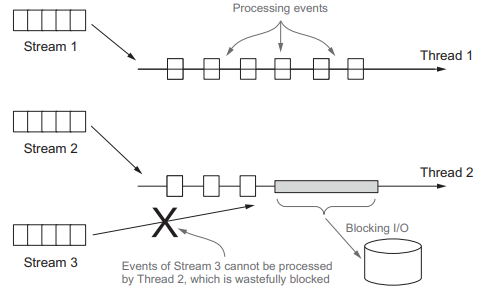 Processing events
Stream 1
Thread 1
Stream 2
Thread 2
Blocking I/O
Stream 3
Events of Stream 3 cannot be processed
by Thread 2, which is wastefully blocked